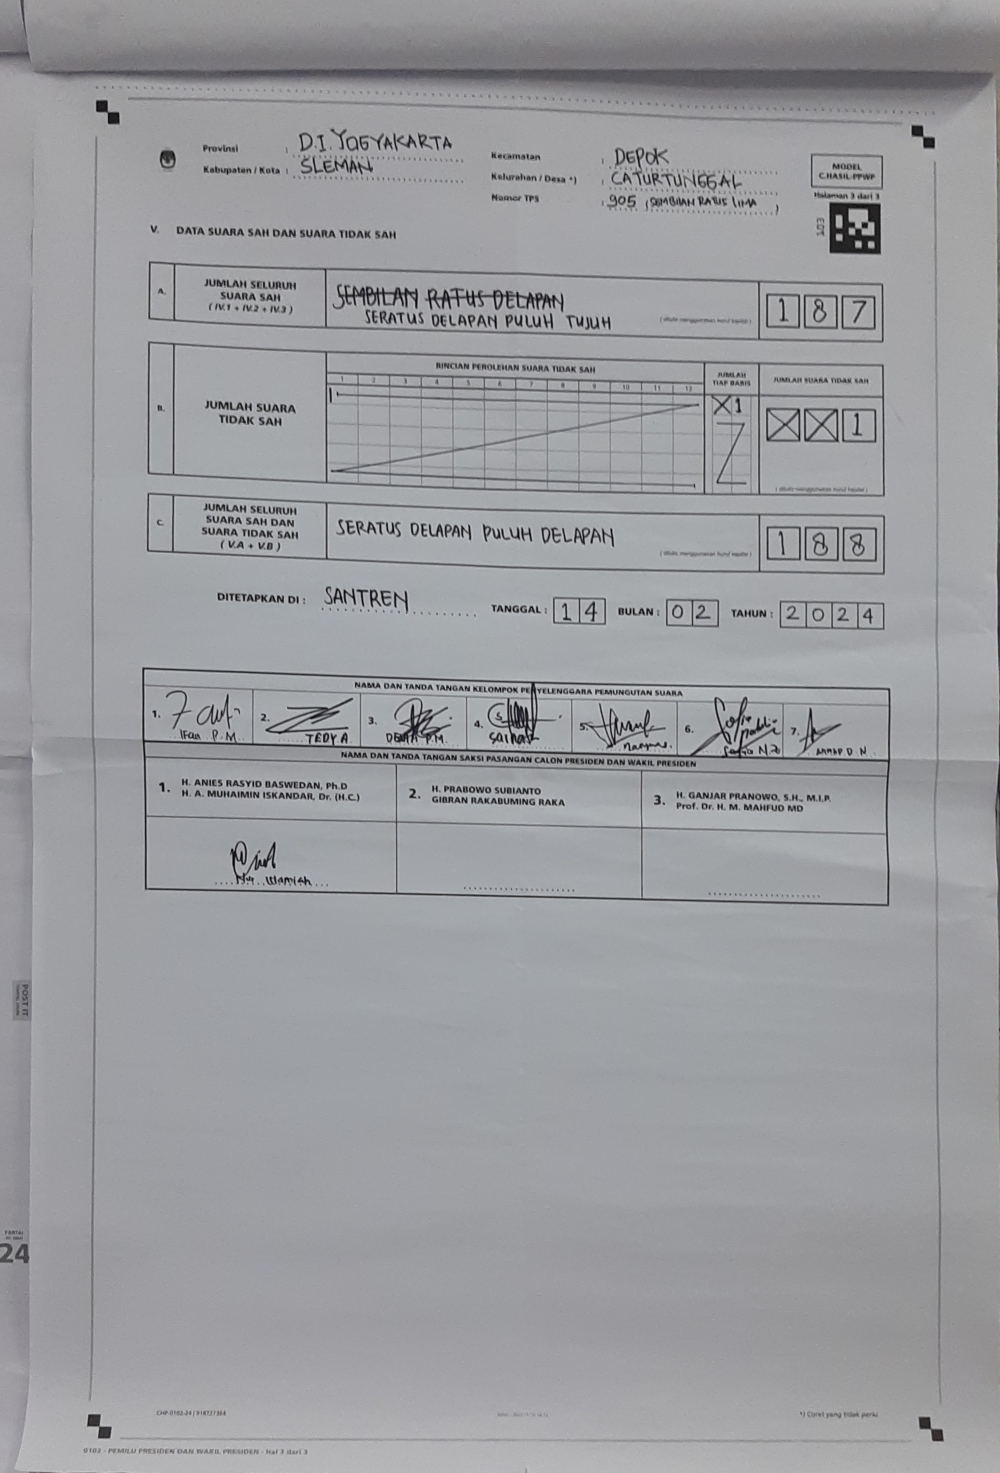 Provinsi : D.I. YOGYAKARTA
Kabupaten / Kota : SLEMAN
Kecamatan : DEPOK
Kelurahan / Desa *) : CATURTUNGGAL
Nomor TPS : 905 (SEMBILAN RATUS LIMA)
MODEL
C.HASIL-PPWP
Halaman 3 dari 3
103
V. DATA SUARA SAH DAN SUARA TIDAK SAH
A. JUMLAH SELURUH SUARA SAH ( IV.1 + IV.2 + IV.3 )
SEMBILAN RATUS DELAPAN
SERATUS DELAPAN PULUH TUJUH
( ditulis menggunakan huruf kapital )
1 8 7
B. JUMLAH SUARA TIDAK SAH
RINCIAN PEROLEHAN SUARA TIDAK SAH
1 2 3 4 5 6 7 8 9 10 11 12
JUMLAH TIAP BARIS
X1
JUMLAH SUARA TIDAK SAH
X X 1
( ditulis menggunakan huruf kapital )
C. JUMLAH SELURUH SUARA SAH DAN SUARA TIDAK SAH ( V.A + V.B )
SERATUS DELAPAN PULUH DELAPAN
( ditulis menggunakan huruf kapital )
1 8 8
DITETAPKAN DI : SANTREN TANGGAL : 1 4 BULAN : 0 2 TAHUN : 2 0 2 4
NAMA DAN TANDA TANGAN KELOMPOK PENYELENGGARA PEMUNGUTAN SUARA
1. Ifan P.M
2. TEDY A
3.
4.
5.
6.
7.
NAMA DAN TANDA TANGAN SAKSI PASANGAN CALON PRESIDEN DAN WAKIL PRESIDEN
1. H. ANIES RASYID BASWEDAN, Ph.D
H. A. MUHAIMIN ISKANDAR, Dr. (H.C.)
2. H. PRABOWO SUBIANTO
GIBRAN RAKABUMING RAKA
3. H. GANJAR PRANOWO, S.H., M.I.P.
Prof. Dr. H. M. MAHFUD MD
POST IT
24
*) Coret yang tidak perlu
0102 - PEMILU PRESIDEN DAN WAKIL PRESIDEN - Hal 3 dari 3